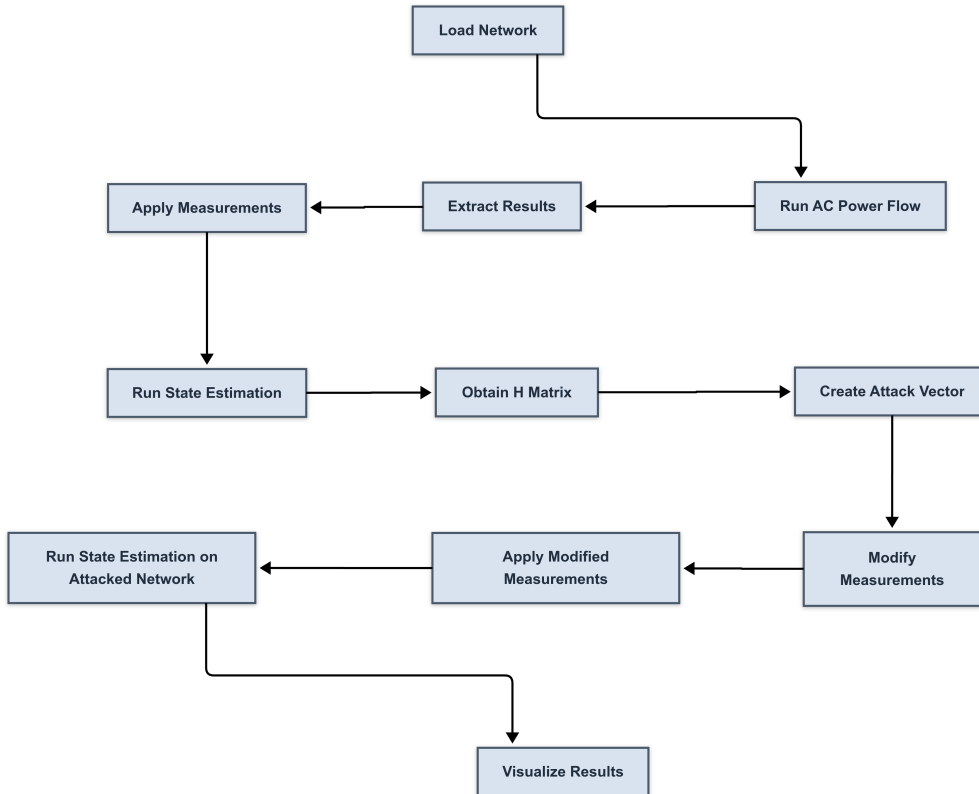 Load Network
Apply Measurements
Extract Results
Run AC Power Flow
Run State Estimation
Obtain H Matrix
Create Attack Vector
Run State Estimation on
Attacked Network
Apply Modified
Measurements
Modify
Measurements
Visualize Results